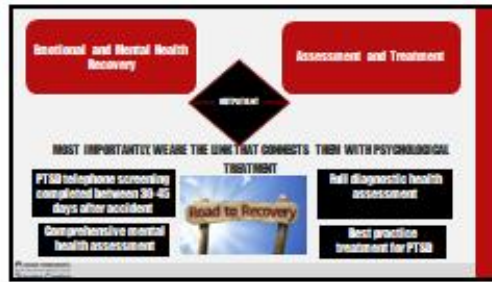 Emotional and Mental Health
Recovery
Assessment and Treatment
OUTPATIENT
MOST IMPORTANTLY, WE ARE THE LINK THAT CONNECTS THEM WITH PSYCHOLOGICAL
TREATMENT
PTSD telephone screening
completed between 30-45
days after accident
Full diagnostic health
assessment
Road to Recovery
Comprehensive mental
health assessment
Best practice
treatment for PTSD